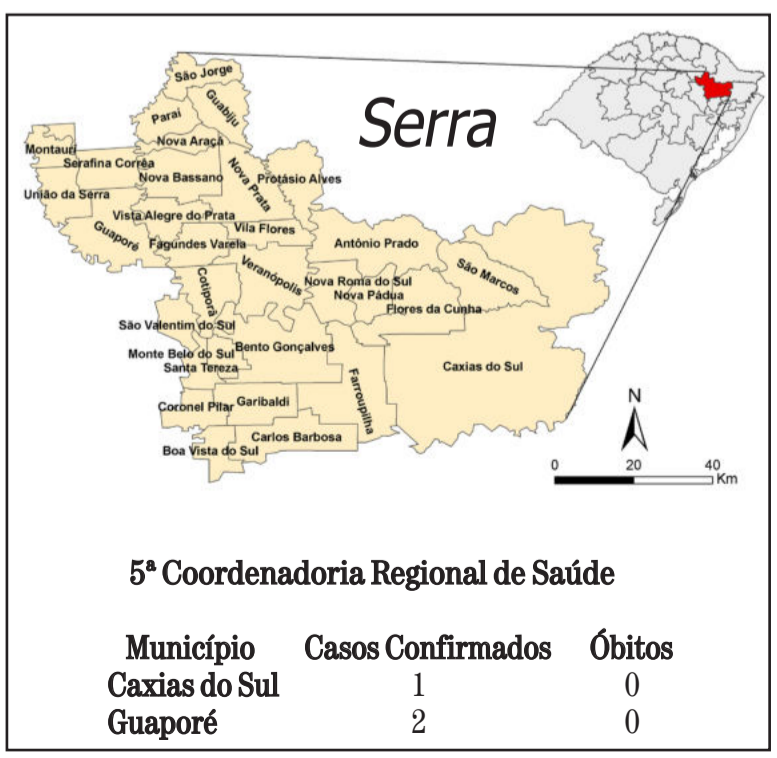 Serra
São Jorge
Guabiju
Paraí
Nova Araçá
Montauri
Serafina Corrêa
Nova Bassano
Nova Prata
Protásio Alves
União da Serra
Vista Alegre do Prata
Vila Flores
Guaporé
Fagundes Varela
Antônio Prado
Veranópolis
São Marcos
Cotiporã
Nova Roma do Sul
Nova Pádua
Flores da Cunha
São Valentim do Sul
Bento Gonçalves
Monte Belo do Sul
Santa Tereza
Caxias do Sul
Farroupilha
Coronel Pilar
Garibaldi
Carlos Barbosa
Boa Vista do Sul
N
0 20 40
Km
5ª Coordenadoria Regional de Saúde
Município Casos Confirmados Óbitos
Caxias do Sul 1 0
Guaporé 2 0